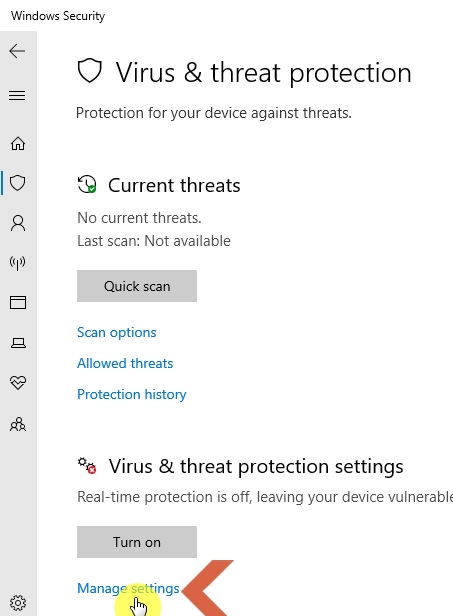 Windows Security
Virus & threat protection
Protection for your device against threats.
Current threats
No current threats.
Last scan: Not available
Quick scan
Scan options
Allowed threats
Protection history
Virus & threat protection settings
Real-time protection is off, leaving your device vulnerable
Turn on
Manage settings